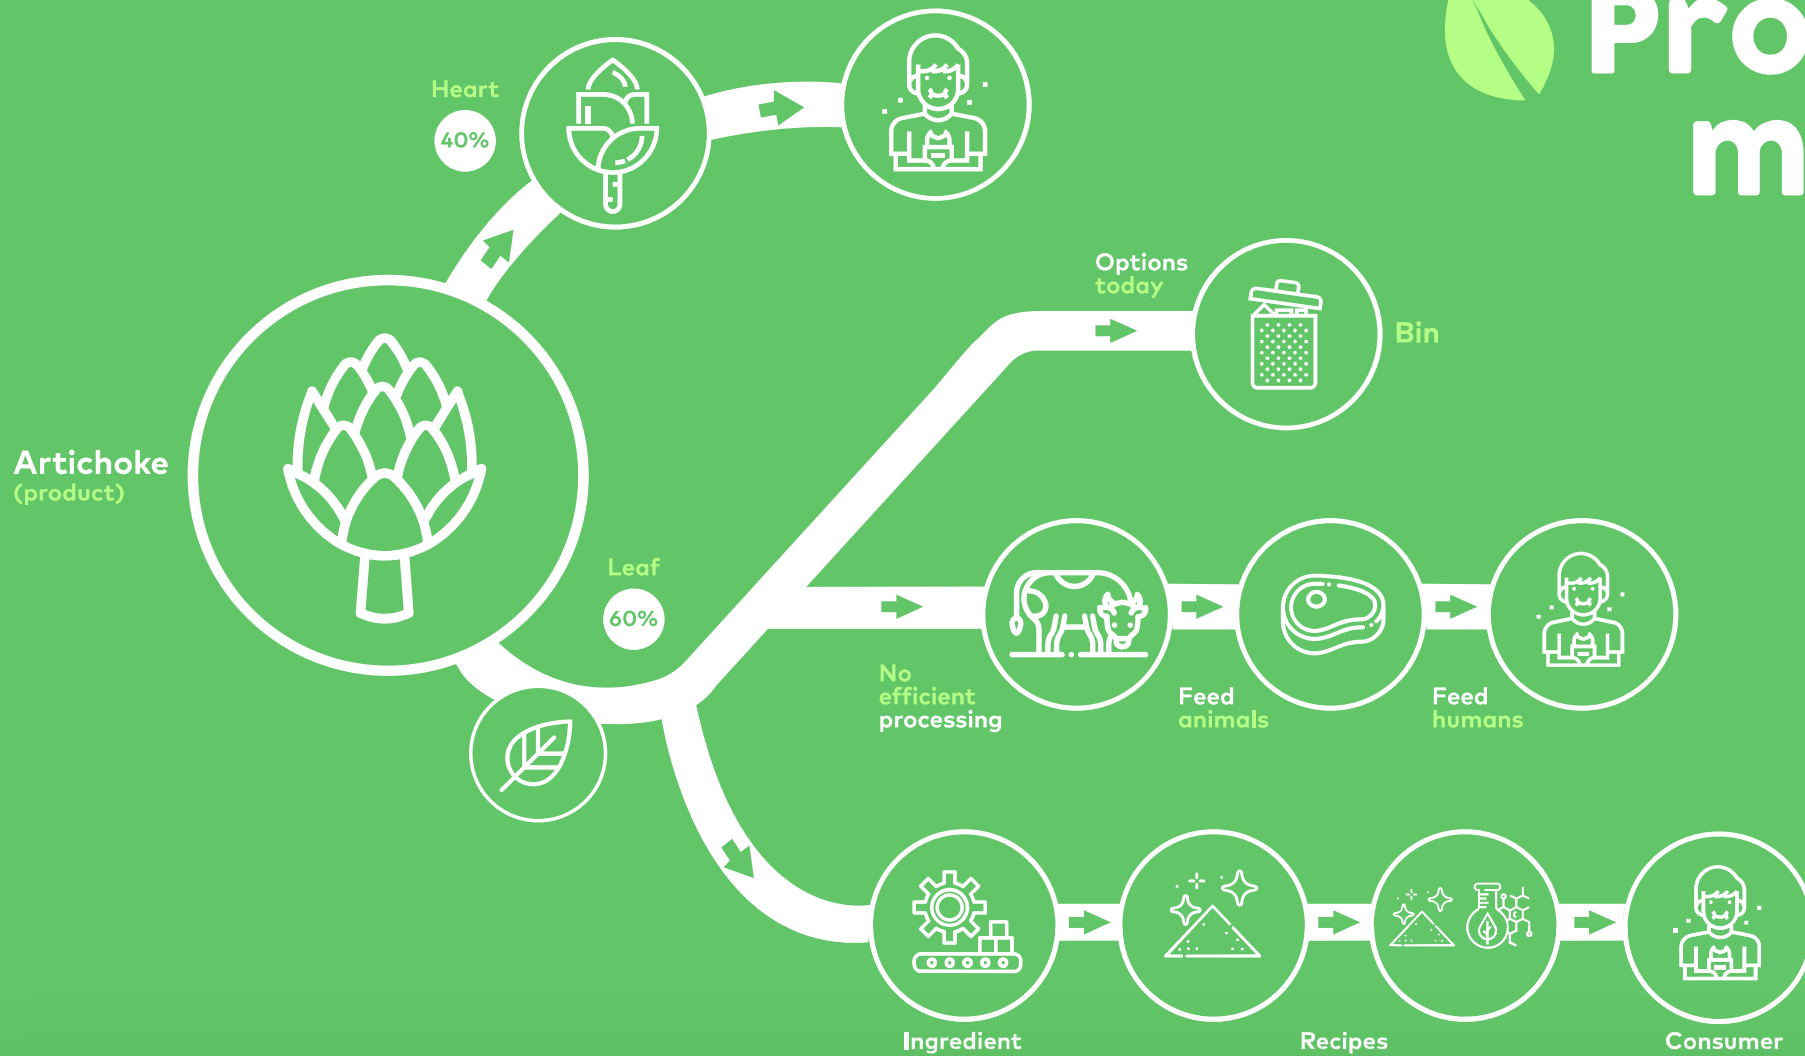 Pro
m
Heart
40%
Options
today
Bin
Artichoke
(product)
Leaf
60%
No
efficient
processing
Feed
animals
Feed
humans
Ingredient
Recipes
Consumer